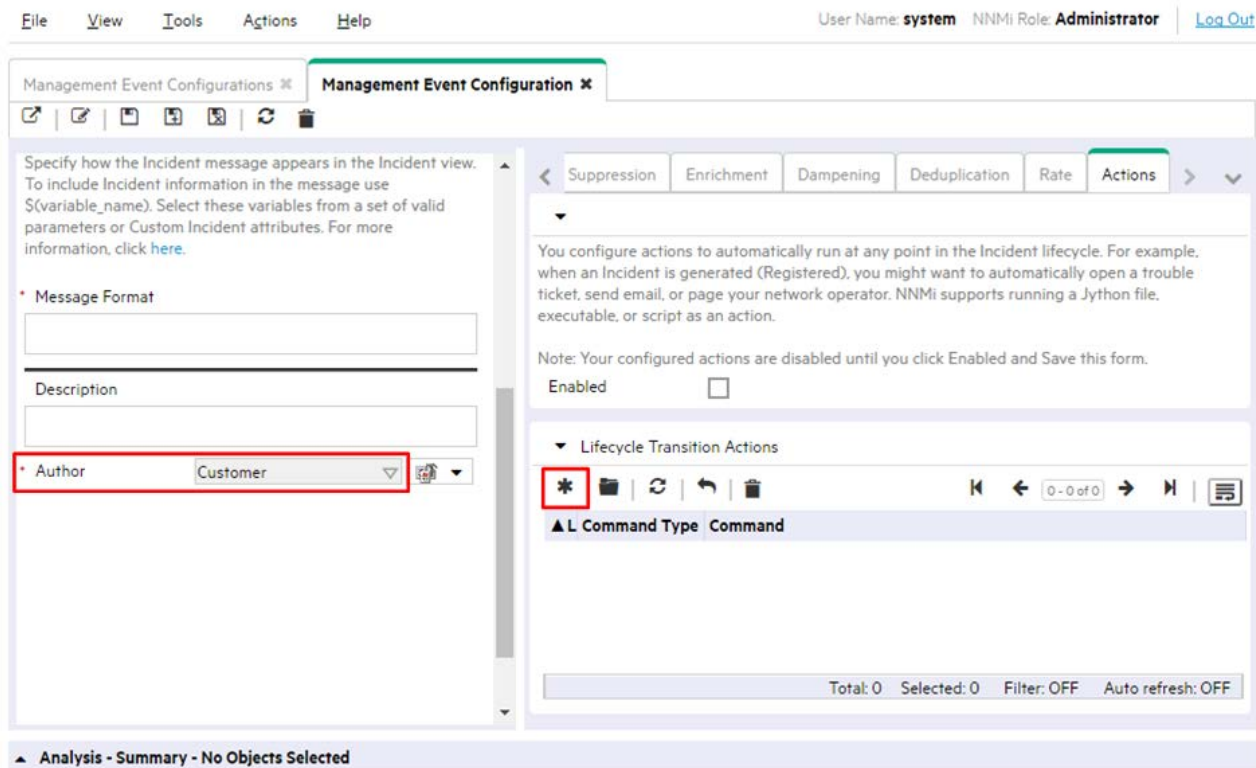 File View Tools Actions Help User Name: system NNMi Role: Administrator Log Out
Management Event Configurations Management Event Configuration
Specify how the Incident message appears in the Incident view.
To include Incident information in the message use
$(variable_name). Select these variables from a set of valid
parameters or Custom Incident attributes. For more
information, click here.
* Message Format
Description
* Author Customer
Suppression Enrichment Dampening Deduplication Rate Actions
You configure actions to automatically run at any point in the Incident lifecycle. For example,
when an Incident is generated (Registered), you might want to automatically open a trouble
ticket, send email, or page your network operator. NNMi supports running a Jython file,
executable, or script as an action.
Note: Your configured actions are disabled until you click Enabled and Save this form.
Enabled
Lifecycle Transition Actions
0 - 0 of 0
L Command Type Command
Total: 0 Selected: 0 Filter: OFF Auto refresh: OFF
Analysis - Summary - No Objects Selected